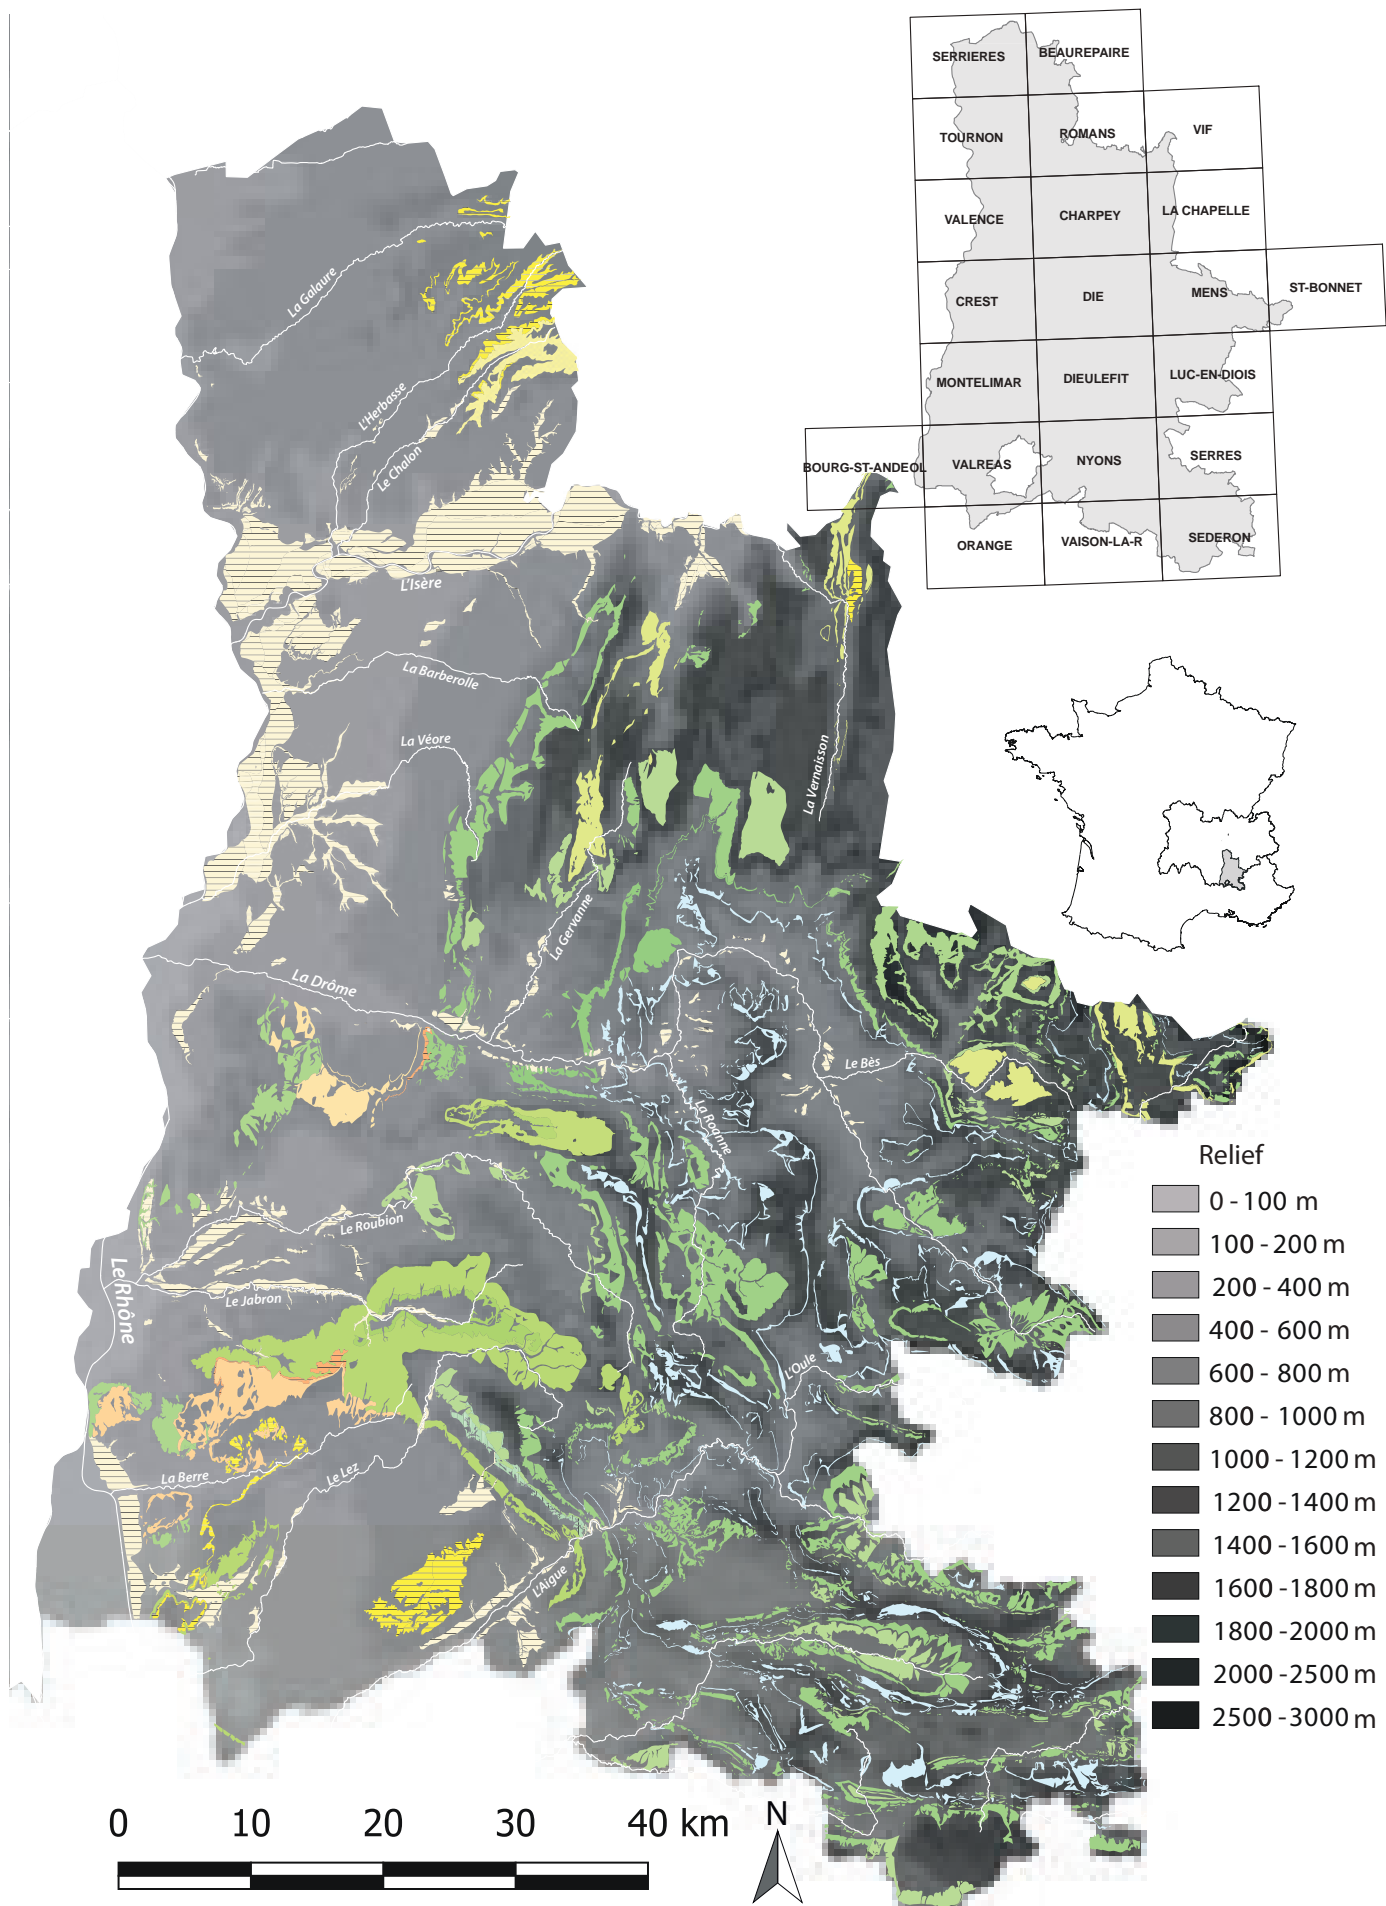 SERRIERES
BEAUREPAIRE
TOURNON
ROMANS
VIF
VALENCE
CHARPEY
LA CHAPELLE
CREST
DIE
MENS
ST-BONNET
MONTELIMAR
DIEULEFIT
LUC-EN-DIOIS
BOURG-ST-ANDEOL
VALREAS
NYONS
SERRES
ORANGE
VAISON-LA-R
SEDERON
La Galaure
L'Herbasse
Le Chalon
L'Isère
La Barberolle
La Véore
La Vernaisson
La Gervanne
La Drôme
Le Bès
La Roanne
Le Roubion
Le Rhône
Le Jabron
L'Oule
La Berre
Le Lez
L'Aigue
Relief
0 - 100 m
100 - 200 m
200 - 400 m
400 - 600 m
600 - 800 m
800 - 1000 m
1000 - 1200 m
1200 - 1400 m
1400 - 1600 m
1600 - 1800 m
1800 - 2000 m
2000 - 2500 m
2500 - 3000 m
0 10 20 30 40 km
N